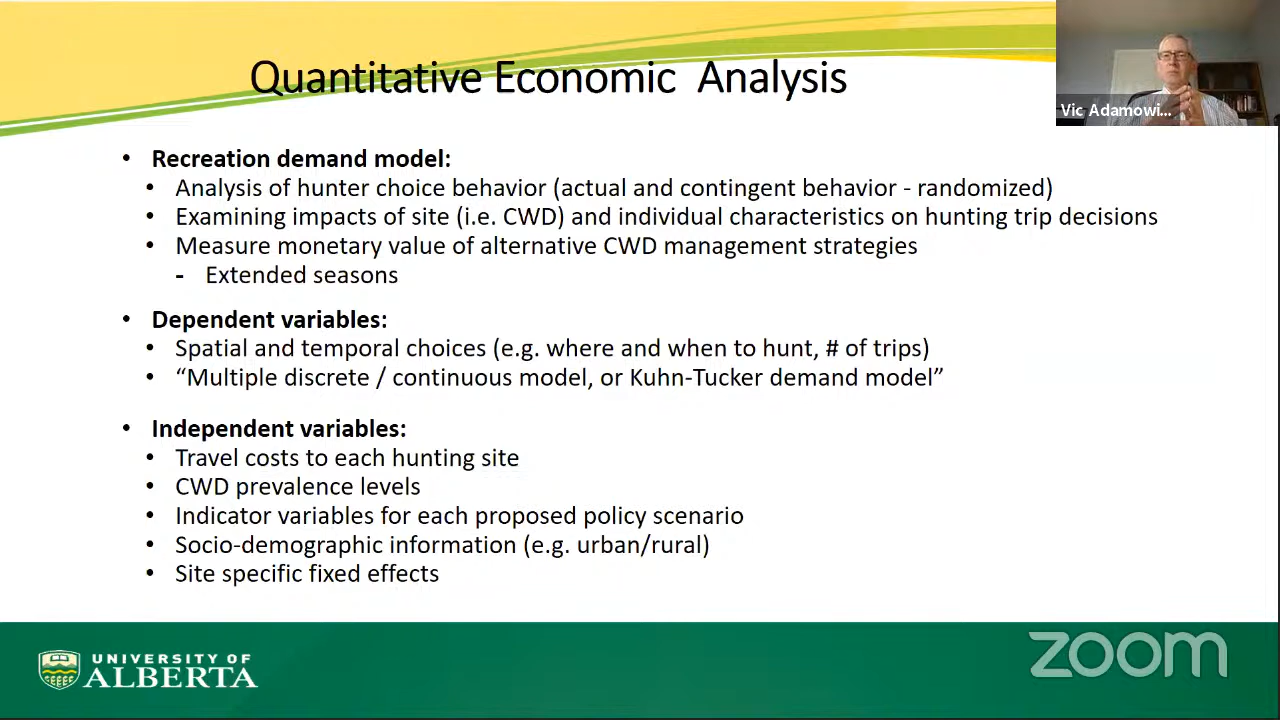 Quantitative Economic Analysis
Vic Adamowi...
• Recreation demand model:
• Analysis of hunter choice behavior (actual and contingent behavior - randomized)
• Examining impacts of site (i.e. CWD) and individual characteristics on hunting trip decisions
• Measure monetary value of alternative CWD management strategies
- Extended seasons
• Dependent variables:
• Spatial and temporal choices (e.g. where and when to hunt, # of trips)
• “Multiple discrete / continuous model, or Kuhn-Tucker demand model”
• Independent variables:
• Travel costs to each hunting site
• CWD prevalence levels
• Indicator variables for each proposed policy scenario
• Socio-demographic information (e.g. urban/rural)
• Site specific fixed effects
UNIVERSITY OF
ALBERTA
zoom